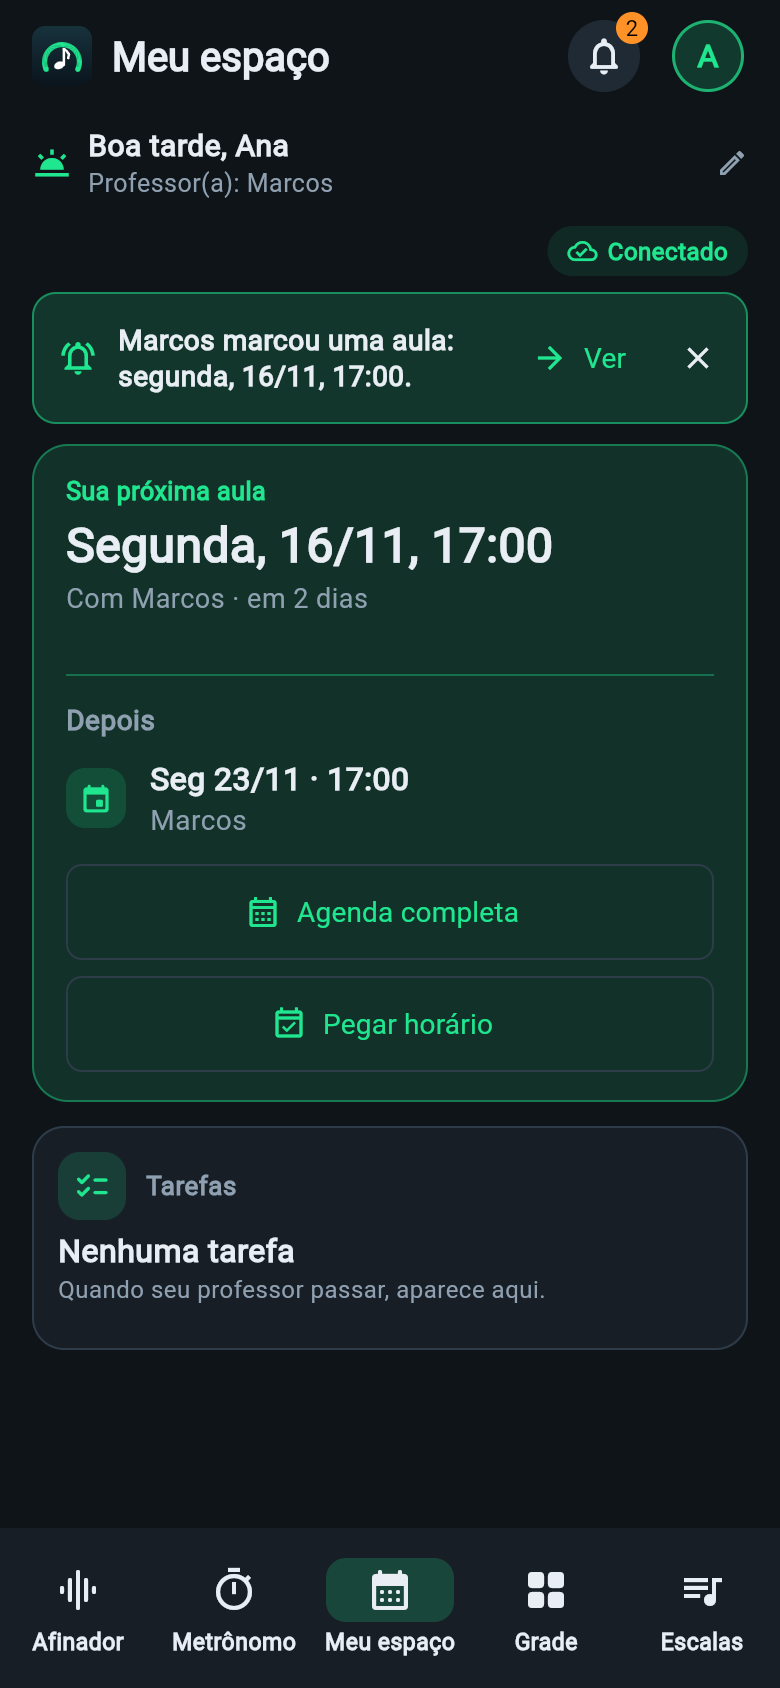 Meu espaço
2
A
Boa tarde, Ana
Professor(a): Marcos
Conectado
Marcos marcou uma aula:
segunda, 16/11, 17:00.
Ver
Sua próxima aula
Segunda, 16/11, 17:00
Com Marcos · em 2 dias
Depois
Seg 23/11 · 17:00
Marcos
Agenda completa
Pegar horário
Tarefas
Nenhuma tarefa
Quando seu professor passar, aparece aqui.
Afinador
Metrônomo
Meu espaço
Grade
Escalas